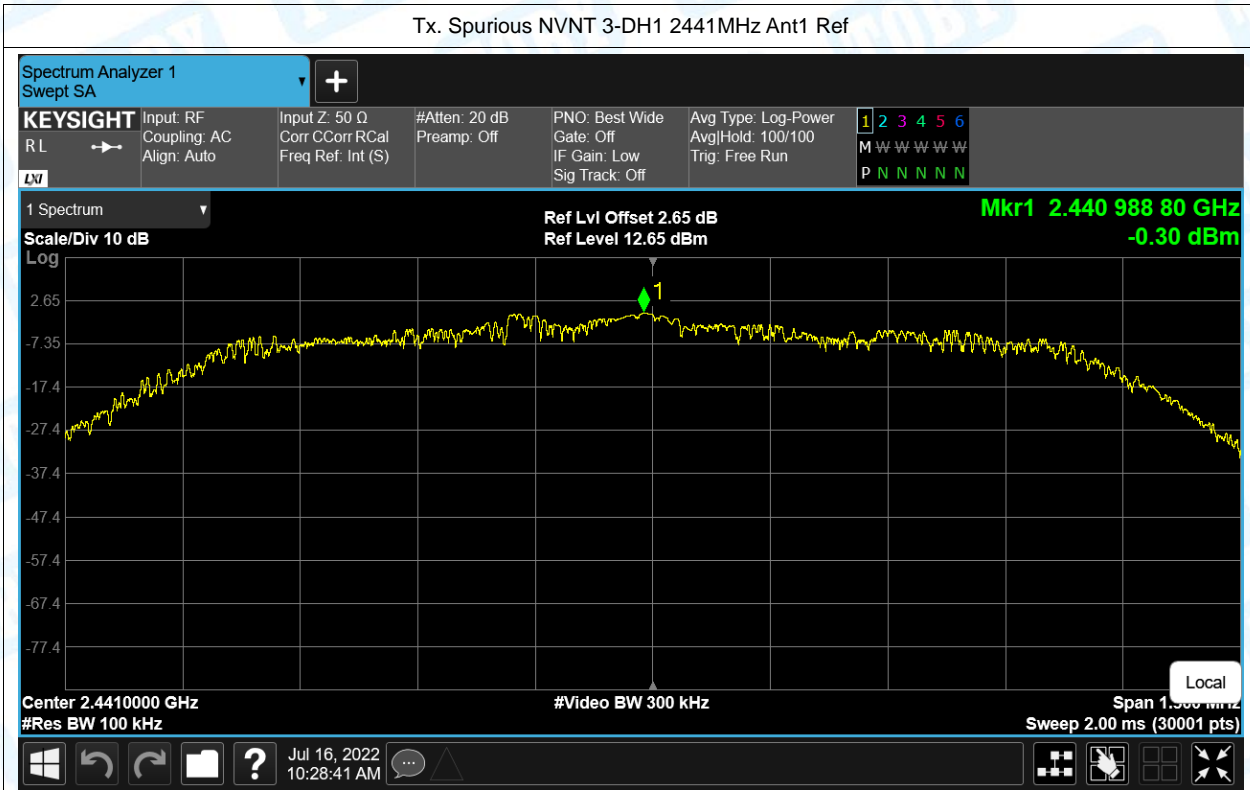 Tx. Spurious NVNT 3-DH1 2441MHz Ant1 Ref
Spectrum Analyzer 1
Swept SA
+
KEYSIGHT
R L
LXI
Input: RF
Coupling: AC
Align: Auto
Input Z: 50 Ω
Corr CCorr RCal
Freq Ref: Int (S)
#Atten: 20 dB
Preamp: Off
PNO: Best Wide
Gate: Off
IF Gain: Low
Sig Track: Off
Avg Type: Log-Power
Avg|Hold: 100/100
Trig: Free Run
1 2 3 4 5 6
M W W W W W W
P N N N N N
1 Spectrum
Scale/Div 10 dB
Log
Ref Lvl Offset 2.65 dB
Ref Level 12.65 dBm
Mkr1 2.440 988 80 GHz
-0.30 dBm
1
2.65
-7.35
-17.4
-27.4
-37.4
-47.4
-57.4
-67.4
-77.4
Local
Center 2.4410000 GHz
#Video BW 300 kHz
Span
#Res BW 100 kHz
Sweep 2.00 ms (30001 pts)
?
Jul 16, 2022
10:28:41 AM